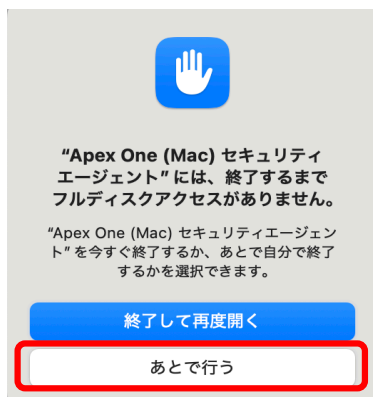 “Apex One (Mac) セキュリティ
エージェント”には、終了するまで
フルディスクアクセスがありません。
“Apex One (Mac) セキュリティエージェン
ト”を今すぐ終了するか、あとで自分で終了
するかを選択できます。
終了して再度開く
あとで行う